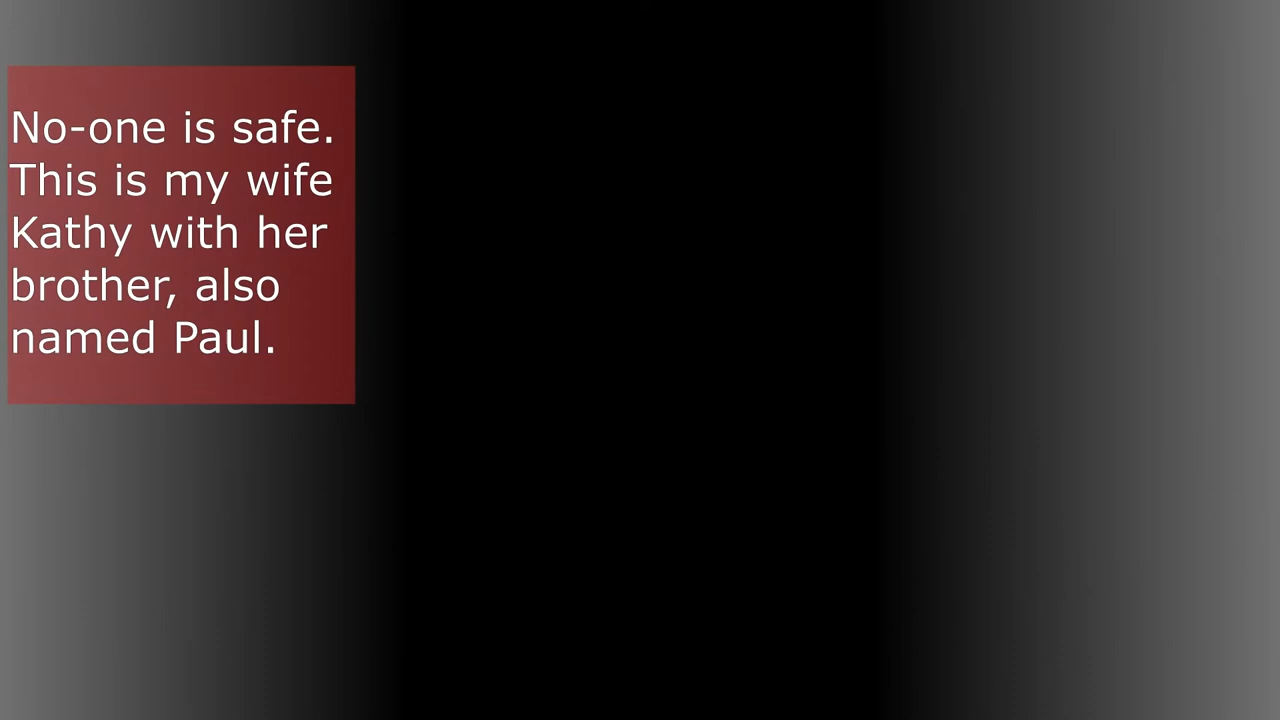 No-one is safe.
This is my wife
Kathy with her
brother, also
named Paul.